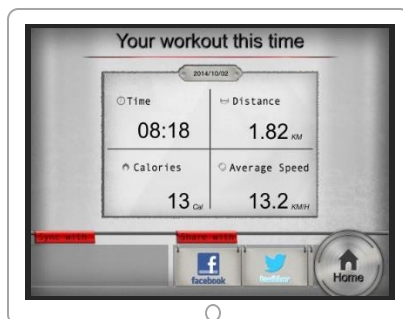 Your workout this time
2014/10/02
Time
Distance
08:18
1.82 KM
Calories
Average Speed
13 Cal
13.2 KM/H
Sync with
Share with
facebook
twitter
Home